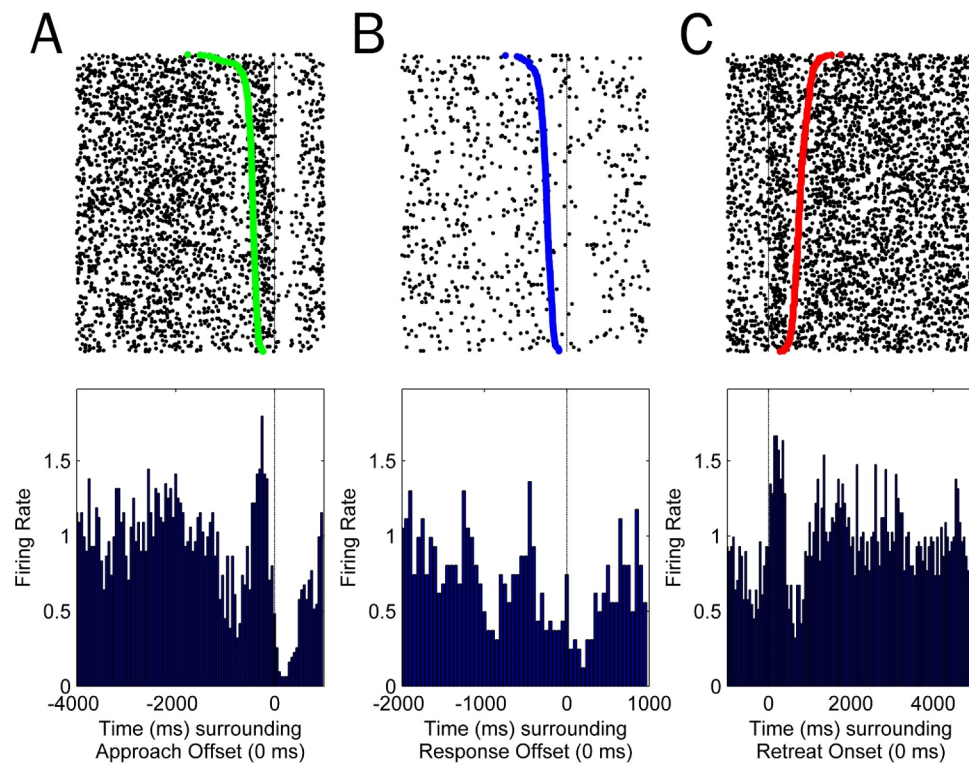 A B C
1.5
1
0.5
0
Firing Rate
-4000 -2000 0
Time (ms) surrounding
Approach Offset (0 ms)
1.5
1
0.5
0
Firing Rate
-2000 -1000 0 1000
Time (ms) surrounding
Response Offset (0 ms)
1.5
1
0.5
0
Firing Rate
0 2000 4000
Time (ms) surrounding
Retreat Onset (0 ms)